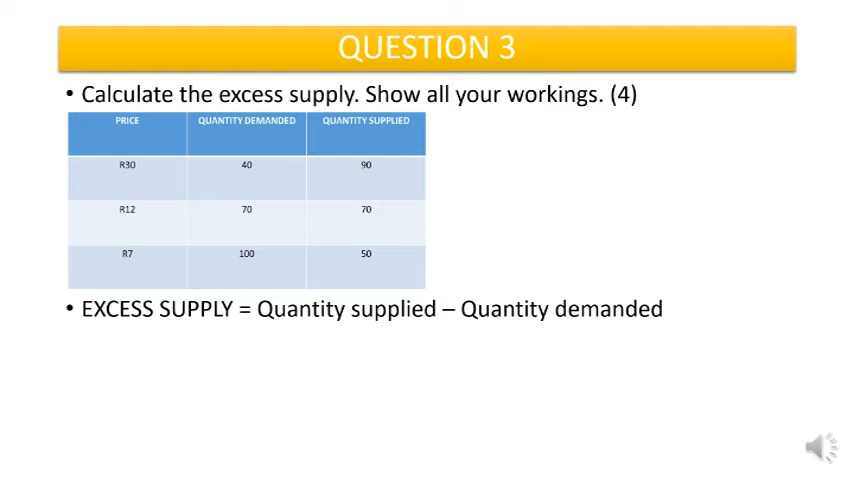 QUESTION 3
• Calculate the excess supply. Show all your workings. (4)
PRICE QUANTITY DEMANDED QUANTITY SUPPLIED
R30 40 90
R12 70 70
R7 100 50
• EXCESS SUPPLY = Quantity supplied – Quantity demanded